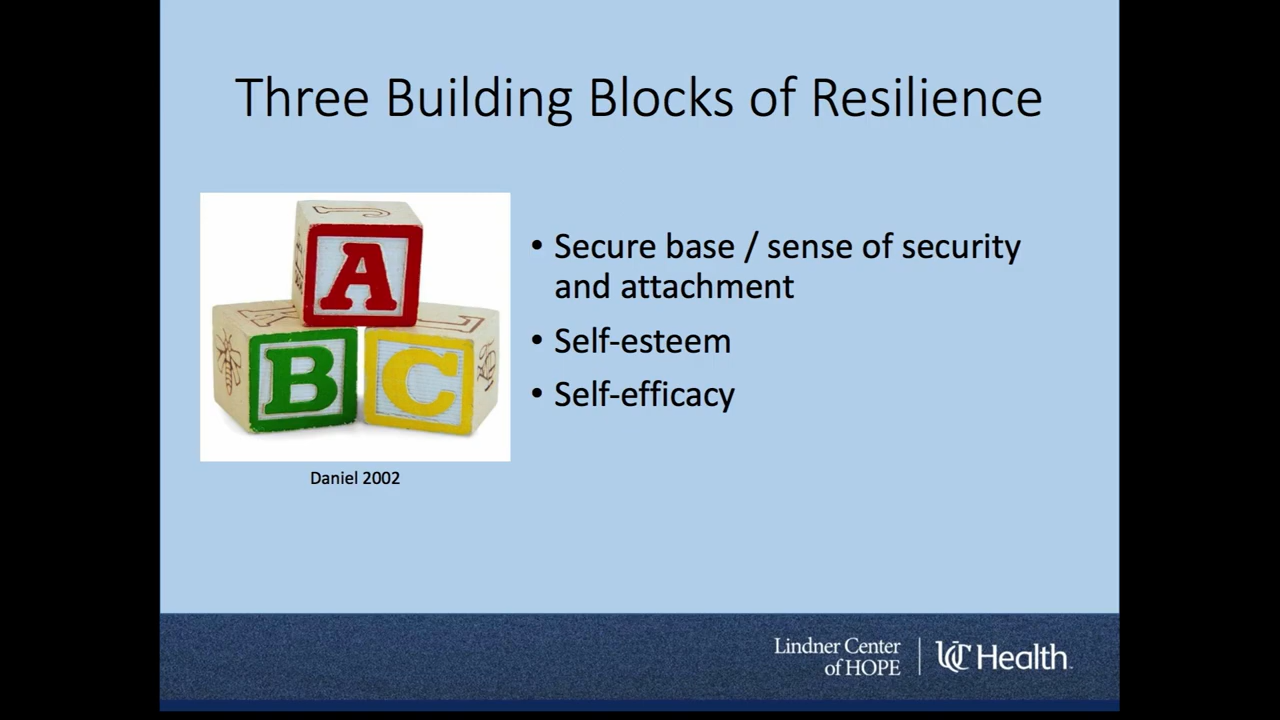 Three Building Blocks of Resilience
A
B
C
• Secure base / sense of security
and attachment
• Self-esteem
• Self-efficacy
Daniel 2002
Lindner Center
of HOPE
UC Health